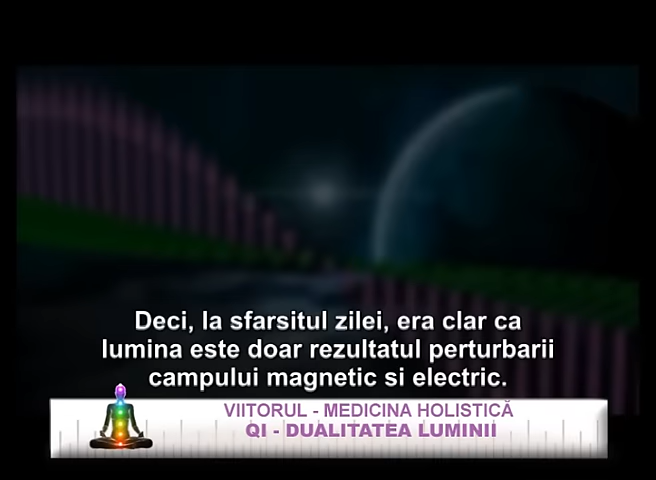 Deci, la sfarsitul zilei, era clar ca
lumina este doar rezultatul perturbarii
campului magnetic si electric.
VIITORUL - MEDICINA HOLISTICĂ
QI - DUALITATEA LUMINII